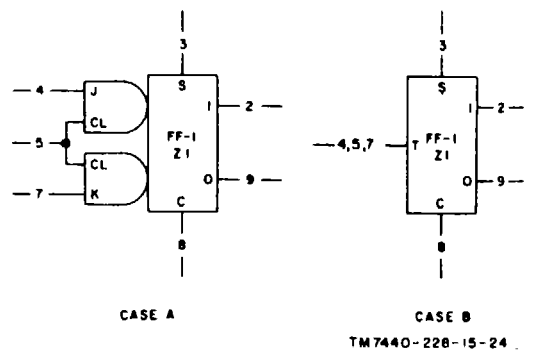 3
3
4
J
S
1
2
S
1
2
CL
5
FF-1
Z1
4,5,7
T
FF-1
Z1
CL
7
K
0
9
0
9
C
C
8
8
CASE A
CASE B
TM7440-228-15-24